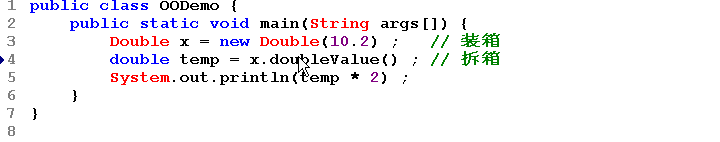 1 public class OODemo {
2     public static void main(String args[]) {
3         Double x = new Double(10.2) ;   // 装箱
4         double temp = x.doubleValue() ; // 拆箱
5         System.out.println(temp * 2) ;
6     }
7 }
8